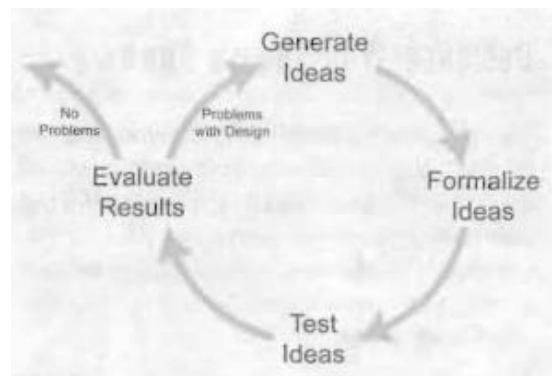 Generate
Ideas
No
Problems
Problems
with Design
Evaluate
Results
Formalize
Ideas
Test
Ideas